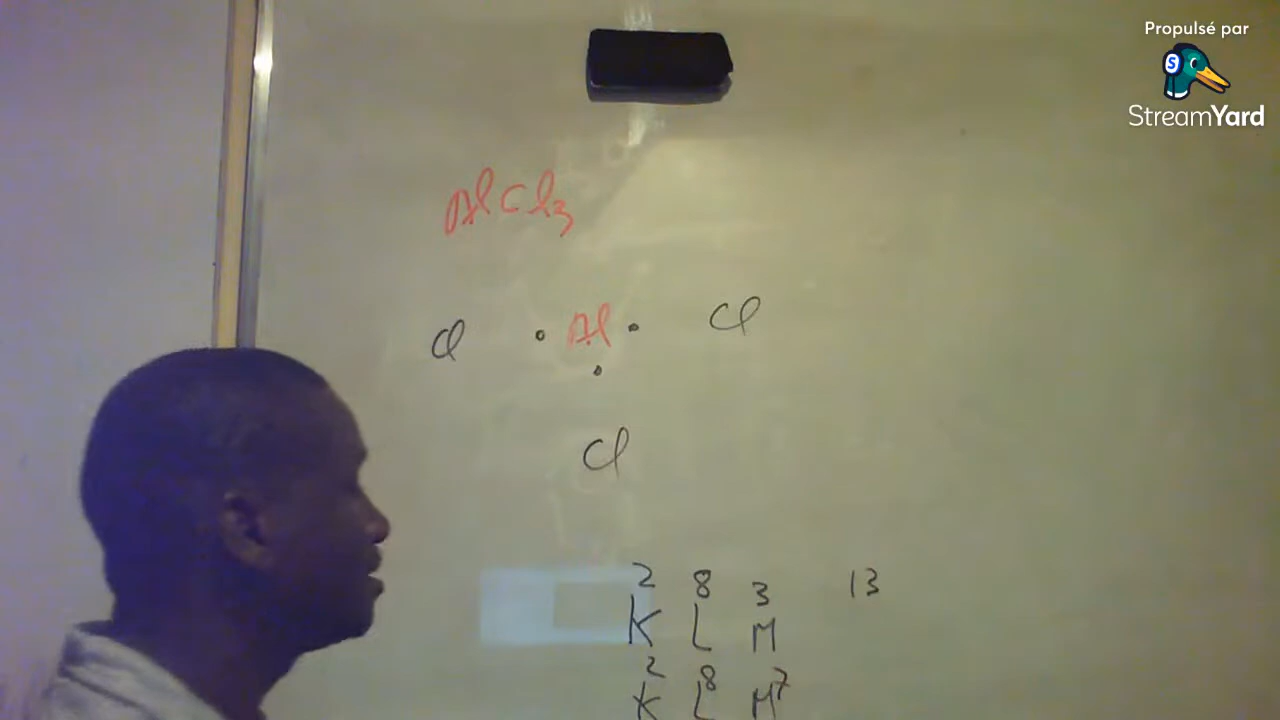 Propulsé par
StreamYard
AlCl₃
Cl • Al • Cl
•
Cl
2 8 3 13
K L M
2 8 7
K L M